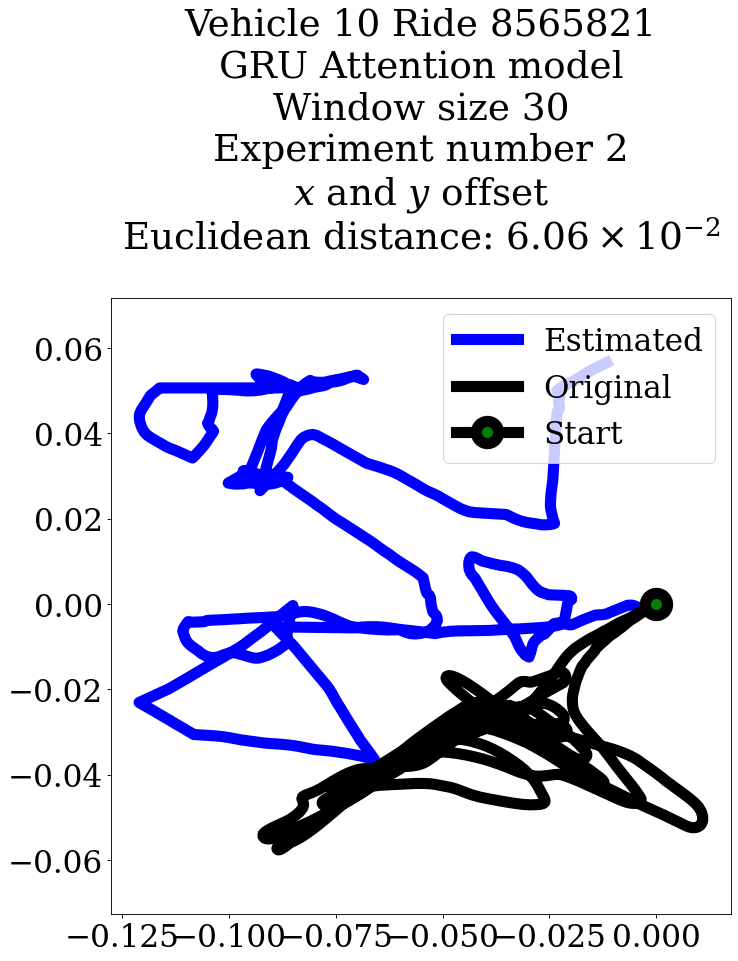 Vehicle 10 Ride 8565821
GRU Attention model
Window size 30
Experiment number 2
x and y offset
Euclidean distance: 6.06 × 10⁻²
Estimated
Original
Start
0.06
0.04
0.02
0.00
−0.02
−0.04
−0.06
−0.125 −0.100 −0.075 −0.050 −0.025 0.000